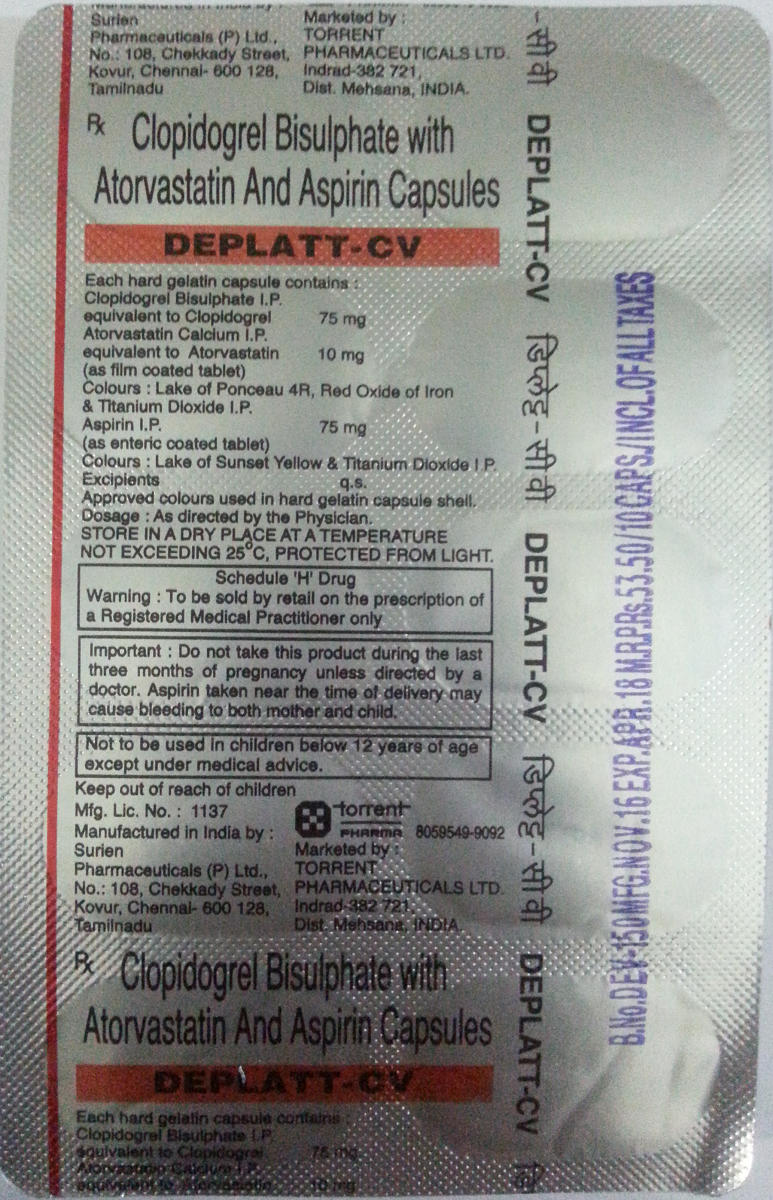 Surien
Pharmaceuticals (P) Ltd.,
No.: 108, Chekkady Street,
Kovur, Chennai- 600 128,
Tamilnadu
Marketed by :
TORRENT
PHARMACEUTICALS LTD.
Indrad-382 721,
Dist. Mehsana, INDIA.
Rx Clopidogrel Bisulphate with
Atorvastatin And Aspirin Capsules
DEPLATT-CV
Each hard gelatin capsule contains :
Clopidogrel Bisulphate I.P.
equivalent to Clopidogrel 75 mg
Atorvastatin Calcium I.P.
equivalent to Atorvastatin 10 mg
(as film coated tablet)
Colours : Lake of Ponceau 4R, Red Oxide of Iron
& Titanium Dioxide I.P.
Aspirin I.P. 75 mg
(as enteric coated tablet)
Colours : Lake of Sunset Yellow & Titanium Dioxide I.P.
Excipients q.s.
Approved colours used in hard gelatin capsule shell.
Dosage : As directed by the Physician.
STORE IN A DRY PLACE AT A TEMPERATURE
NOT EXCEEDING 25°C, PROTECTED FROM LIGHT.
Schedule 'H' Drug
Warning : To be sold by retail on the prescription of
a Registered Medical Practitioner only
Important : Do not take this product during the last
three months of pregnancy unless directed by a
doctor. Aspirin taken near the time of delivery may
cause bleeding to both mother and child.
Not to be used in children below 12 years of age
except under medical advice.
Keep out of reach of children
Mfg. Lic. No. : 1137
Manufactured in India by :
Surien
Pharmaceuticals (P) Ltd.,
No.: 108, Chekkady Street,
Kovur, Chennai- 600 128,
Tamilnadu
torrent
PHARMA 8059549-9092
Marketed by :
TORRENT
PHARMACEUTICALS LTD.
Indrad-382 721,
Dist. Mehsana, INDIA.
Rx Clopidogrel Bisulphate with
Atorvastatin And Aspirin Capsules
DEPLATT-CV
Each hard gelatin capsule contains :
Clopidogrel Bisulphate I.P.
equivalent to Clopidogrel 75 mg
Atorvastatin Calcium I.P.
equivalent to Atorvastatin 10 mg
- सीवी DEPLATT-CV डिप्लेट-सीवी DEPLATT-CV डिप्लेट-सीवी DEPLATT-CV डि
B.No.DEV-150 MFG.NOV.16 EXP.APR.18 M.R.P.Rs.53.50/10 CAPS./INCL.OF ALL TAXES